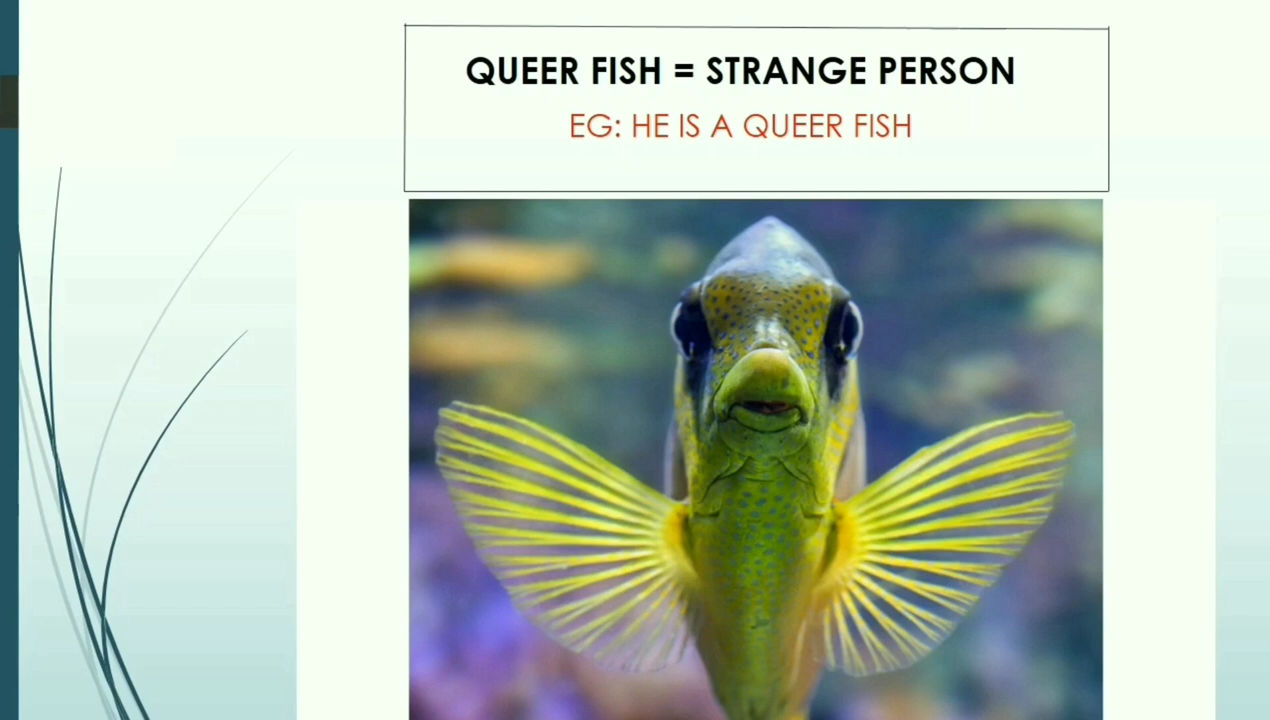 QUEER FISH = STRANGE PERSON
EG: HE IS A QUEER FISH